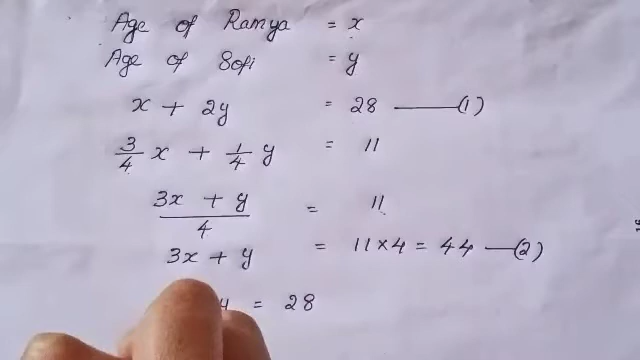 Age of Ramya = x
Age of Sofi = y
x + 2y = 28 ———(1)
3/4 x + 1/4 y = 11
3x + y / 4 = 11
3x + y = 11 × 4 = 44 —(2)
= 28